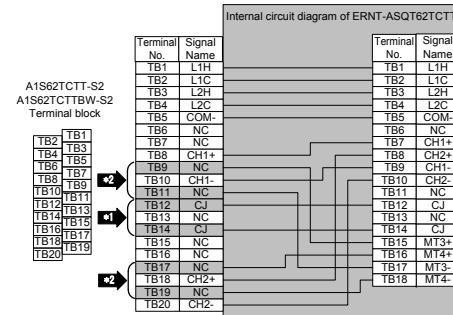 Internal circuit diagram of ERNT-ASQT62TCTT
A1S62TCTT-S2
A1S62TCTTBW-S2
Terminal block
TB1
TB2
TB3
TB4
TB5
TB6
TB7
TB8
TB9
TB10
TB11
TB12
TB13
TB14
TB15
TB16
TB17
TB18
TB19
TB20
*2
*1
*2
Terminal No. Signal Name
TB1 L1H
TB2 L1C
TB3 L2H
TB4 L2C
TB5 COM-
TB6 NC
TB7 NC
TB8 CH1+
TB9 NC
TB10 CH1-
TB11 NC
TB12 CJ
TB13 NC
TB14 CJ
TB15 NC
TB16 NC
TB17 NC
TB18 CH2+
TB19 NC
TB20 CH2-
Terminal No. Signal Name
TB1 L1H
TB2 L1C
TB3 L2H
TB4 L2C
TB5 COM-
TB6 NC
TB7 CH1+
TB8 CH2+
TB9 CH1-
TB10 CH2-
TB11 NC
TB12 CJ
TB13 NC
TB14 CJ
TB15 MT3+
TB16 MT4+
TB17 MT3-
TB18 MT4-